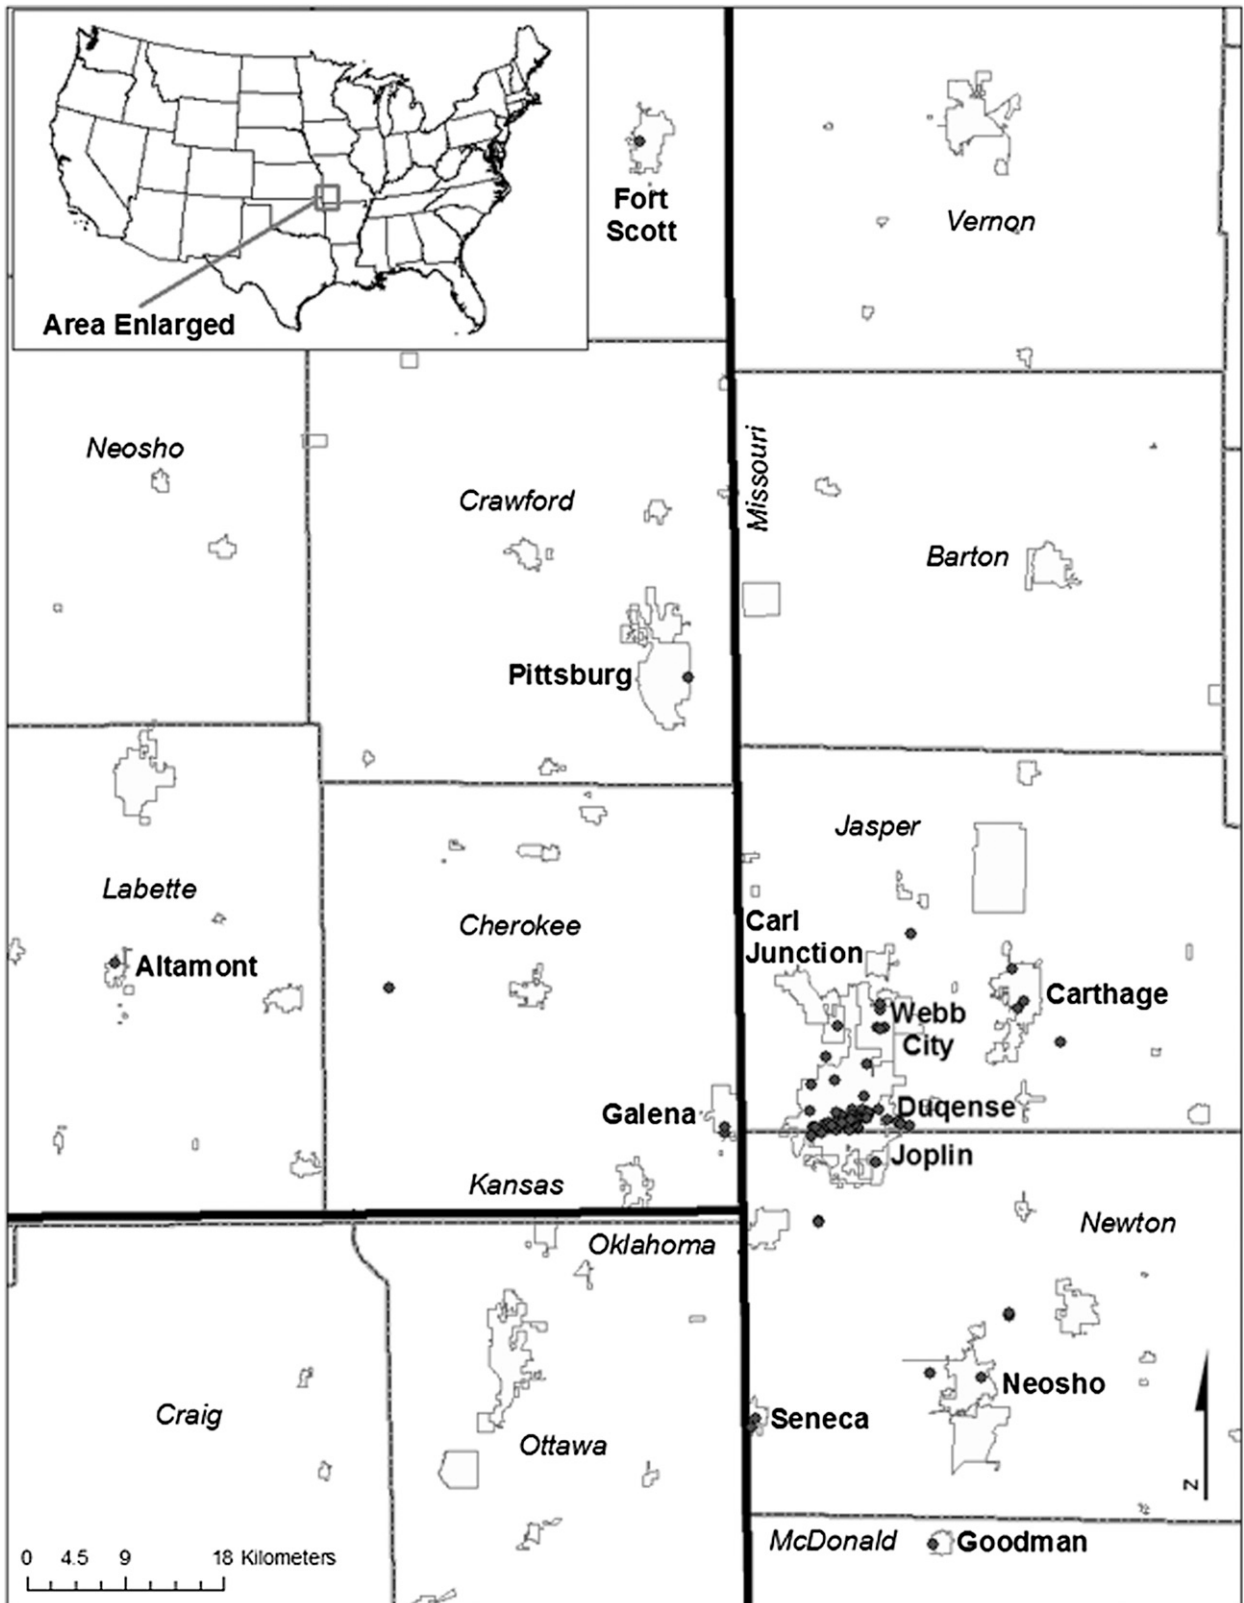 Area Enlarged
Fort
Scott
Vernon
Neosho
Crawford
Missouri
Barton
Pittsburg
Jasper
Labette
Cherokee
Carl
Junction
Altamont
Carthage
Webb
City
Galena
Duqense
Joplin
Kansas
Newton
Oklahoma
Neosho
Craig
Seneca
Ottawa
N
McDonald
Goodman
0 4.5 9 18 Kilometers